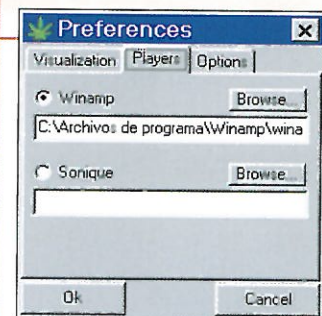 Preferences
Visualization Players Options
Winamp Browse...
C:\Archivos de programa\Winamp\wina
Sonique Browse...
Ok Cancel